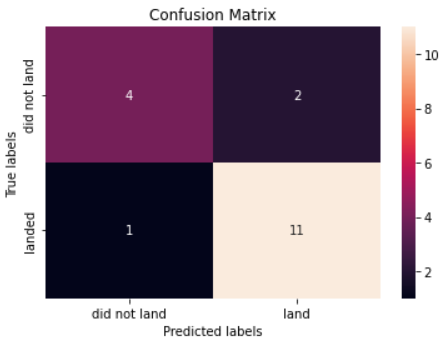 Confusion Matrix
True labels
did not land
4
2
landed
1
11
did not land
land
Predicted labels
10
8
6
4
2